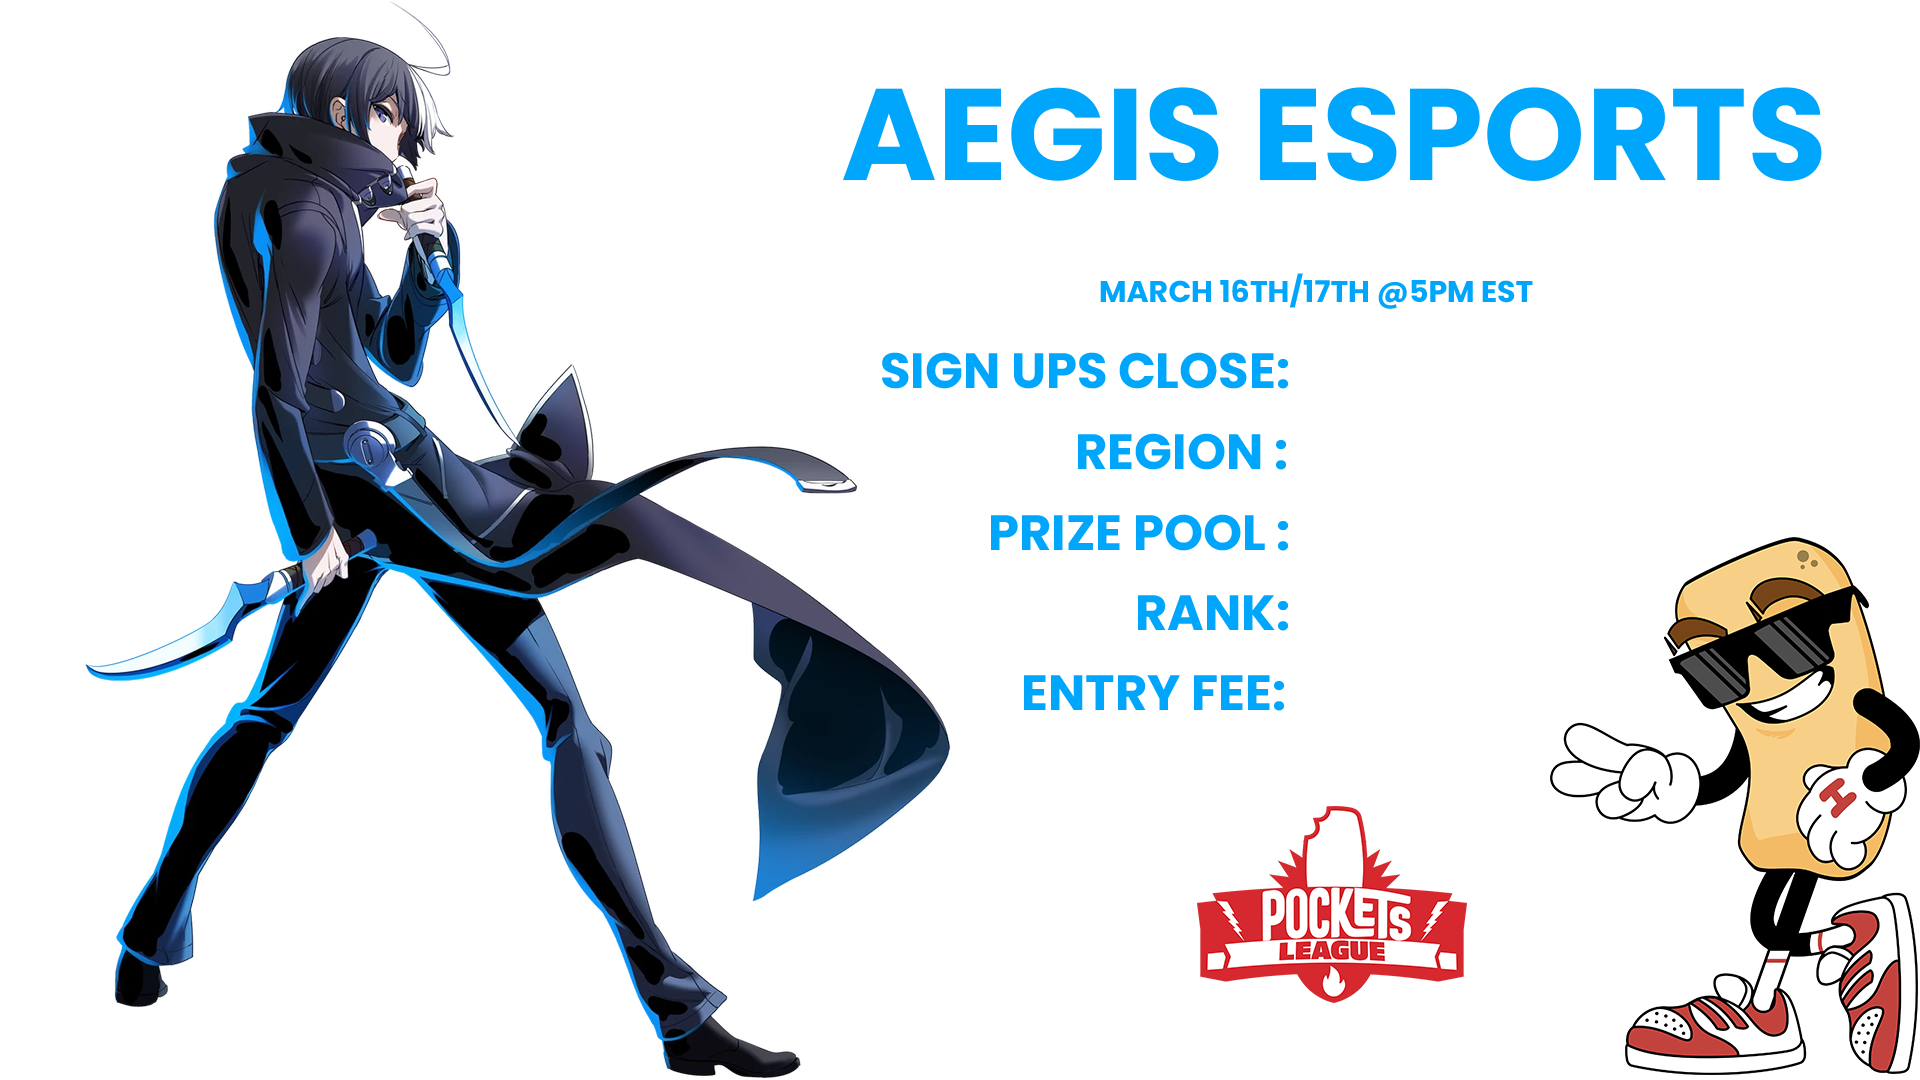 AEGIS ESPORTS
MARCH 16TH/17TH @5PM EST
SIGN UPS CLOSE:
REGION :
PRIZE POOL :
RANK:
ENTRY FEE:
POCKETS
LEAGUE
H